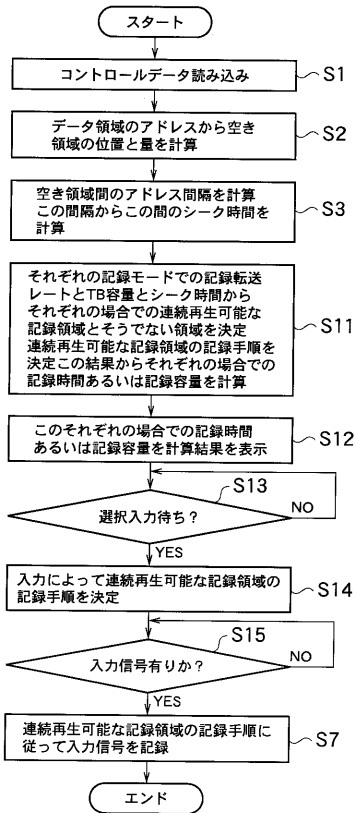 スタート
コントロールデータ読み込み
S1
データ領域のアドレスから空き
領域の位置と量を計算
S2
空き領域間のアドレス間隔を計算
この間隔からこの間のシーク時間を
計算
S3
それぞれの記録モードでの記録転送
レートとTB容量とシーク時間から
それぞれの場合での連続再生可能な
記録領域とそうでない領域を決定
連続再生可能な記録領域の記録手順を
決定この結果からそれぞれの場合での
記録時間あるいは記録容量を計算
S11
このそれぞれの場合での記録時間
あるいは記録容量を計算結果を表示
S12
S13
選択入力待ち?
NO
YES
入力によって連続再生可能な記録領域の
記録手順を決定
S14
S15
入力信号有りか?
NO
YES
連続再生可能な記録領域の記録手順に
従って入力信号を記録
S7
エンド